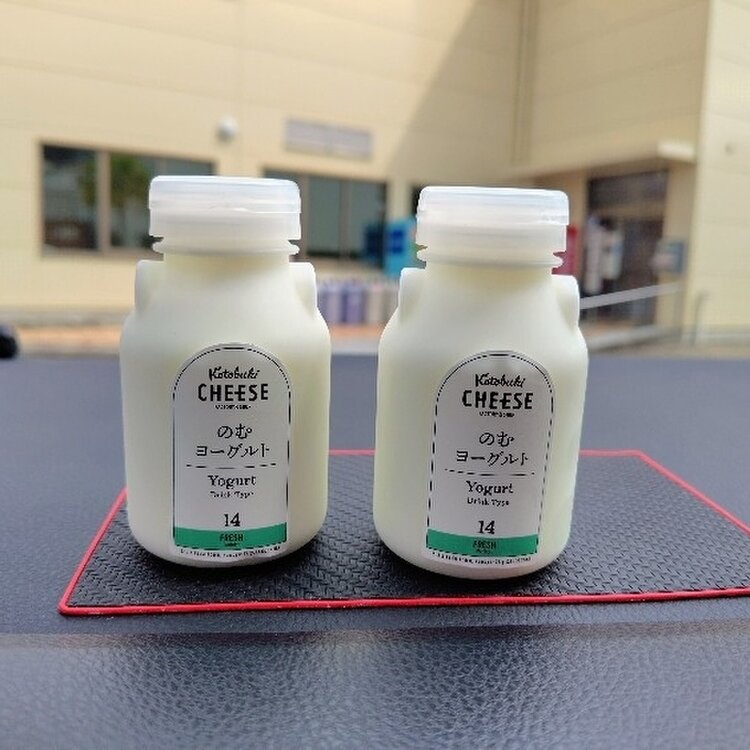 Kotobuki
CHEESE
のむ
ヨーグルト
Yogurt
Drink Type
14
FRESH
Kotobuki
CHEESE
のむ
ヨーグルト
Yogurt
Drink Type
14
FRESH